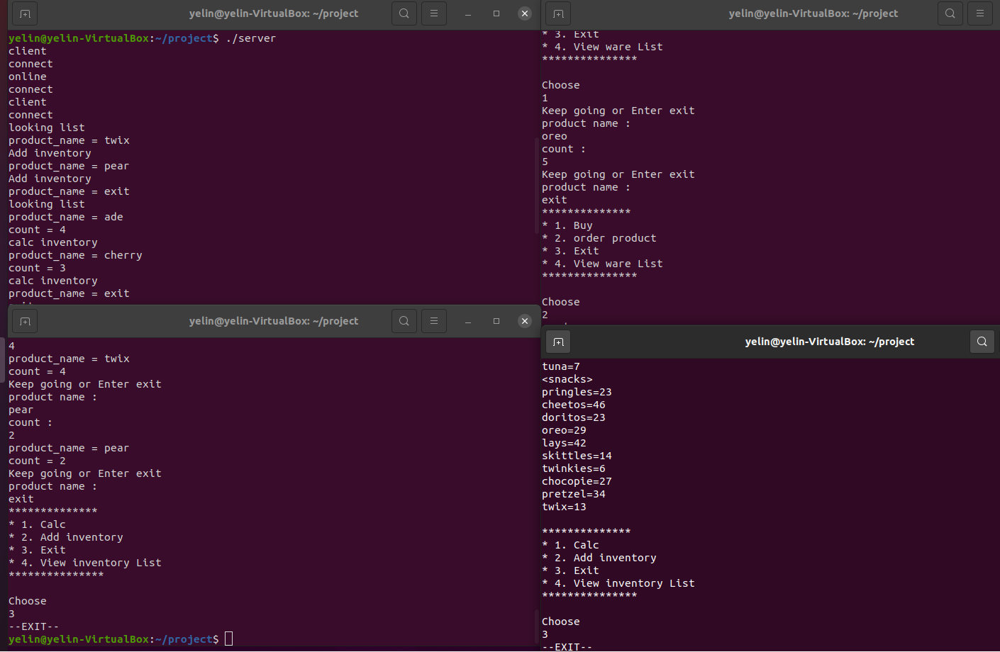 yelin@yelin-VirtualBox: ~/project
yelin@yelin-VirtualBox:~/project$ ./server
client
connect
online
connect
client
connect
looking list
product_name = twix
Add inventory
product_name = pear
Add inventory
product_name = exit
looking list
product_name = ade
count = 4
calc inventory
product_name = cherry
count = 3
calc inventory
product_name = exit
yelin@yelin-VirtualBox: ~/project
* 3. Exit
* 4. View ware List
***************
Choose
1
Keep going or Enter exit
product name :
oreo
count :
5
Keep going or Enter exit
product name :
exit
**************
* 1. Buy
* 2. order product
* 3. Exit
* 4. View ware List
***************
Choose
2
yelin@yelin-VirtualBox: ~/project
4
product_name = twix
count = 4
Keep going or Enter exit
product name :
pear
count :
2
product_name = pear
count = 2
Keep going or Enter exit
product name :
exit
**************
* 1. Calc
* 2. Add inventory
* 3. Exit
* 4. View inventory List
***************
Choose
3
--EXIT--
yelin@yelin-VirtualBox:~/project$
yelin@yelin-VirtualBox: ~/project
tuna=7
<snacks>
pringles=23
cheetos=46
doritos=23
oreo=29
lays=42
skittles=14
twinkies=6
chocopie=27
pretzel=34
twix=13
**************
* 1. Calc
* 2. Add inventory
* 3. Exit
* 4. View inventory List
***************
Choose
3
--EXIT--